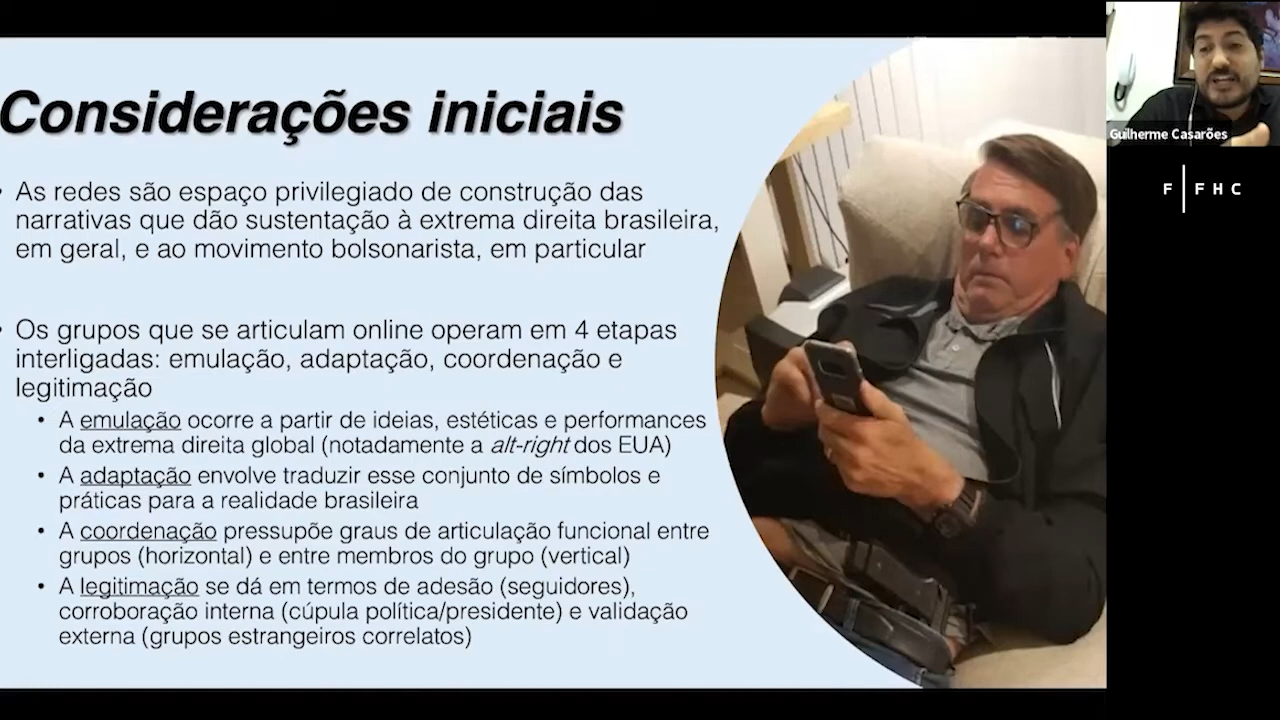 Considerações iniciais
• As redes são espaço privilegiado de construção das
narrativas que dão sustentação à extrema direita brasileira,
em geral, e ao movimento bolsonarista, em particular
• Os grupos que se articulam online operam em 4 etapas
interligadas: emulação, adaptação, coordenação e
legitimação
• A emulação ocorre a partir de ideias, estéticas e performances
da extrema direita global (notadamente a alt-right dos EUA)
• A adaptação envolve traduzir esse conjunto de símbolos e
práticas para a realidade brasileira
• A coordenação pressupõe graus de articulação funcional entre
grupos (horizontal) e entre membros do grupo (vertical)
• A legitimação se dá em termos de adesão (seguidores),
corroboração interna (cúpula política/presidente) e validação
externa (grupos estrangeiros correlatos)
Guilherme Casarões
F FHC